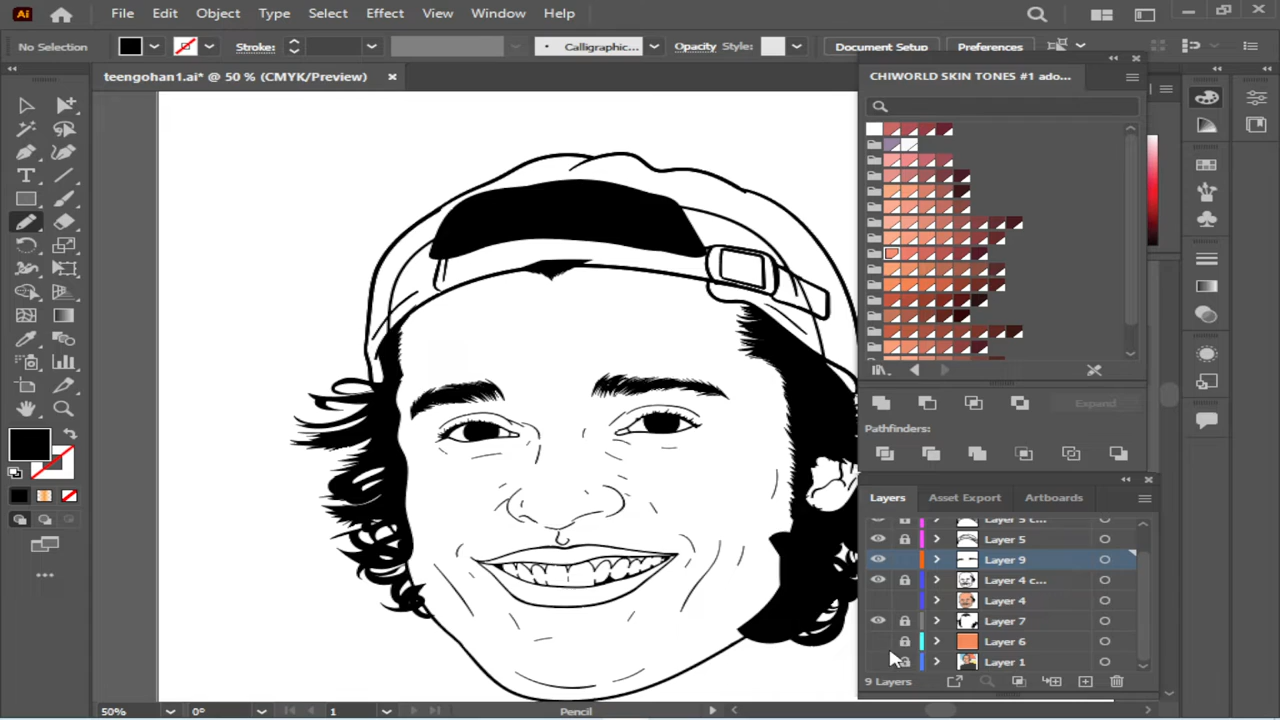 Ai File Edit Object Type Select Effect View Window Help
No Selection Stroke: Calligraphic... Opacity Style: Document Setup Preferences
teengohan1.ai* @ 50 % (CMYK/Preview)
CHIWORLD SKIN TONES #1 ado...
Expand
Pathfinders:
Layers Asset Export Artboards
Layer 5 c...
Layer 5
Layer 9
Layer 4 c...
Layer 4
Layer 7
Layer 6
Layer 1
9 Layers
50% 0° 1 Pencil